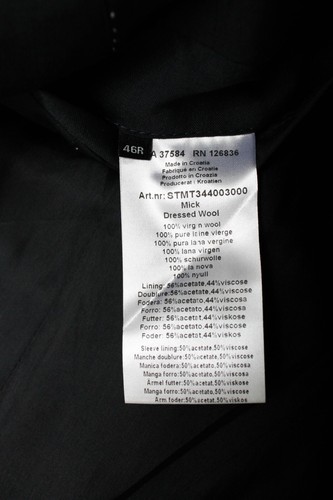 46R
A 37584 RN 126836
Made in Croatia
Fabriqué en Croatie
Prodotto in Croazia
Producerat i Kroatien
Art.nr: STMT344003000
Mick
Dressed Wool
100% virgin wool
100% pure laine vierge
100% pura lana vergine
100% lana virgen
100% schurwolle
100% la nova
100% nyull
Lining: 56%acetate,44%viscose
Doublure:56%acetate,44%viscose
Fodera: 56%acetato,44%viscosa
Forro: 56%acetato,44%viscosa
Futter: 56%acetat,44%viskose
Forro: 56%acetato,44%viscose
Foder: 56%acetat,44%viskos
Sleeve lining:50%acetate,50%viscose
Manche doublure:50%acetate,50%viscose
Manica fodera:50%acetato,50%viscosa
Manga forro:50%acetato,50%viscosa
Ärmel futter:50%acetat,50%viskose
Manga forro:50%acetato,50%viscose
Arm foder:50%acetat,50%viskos